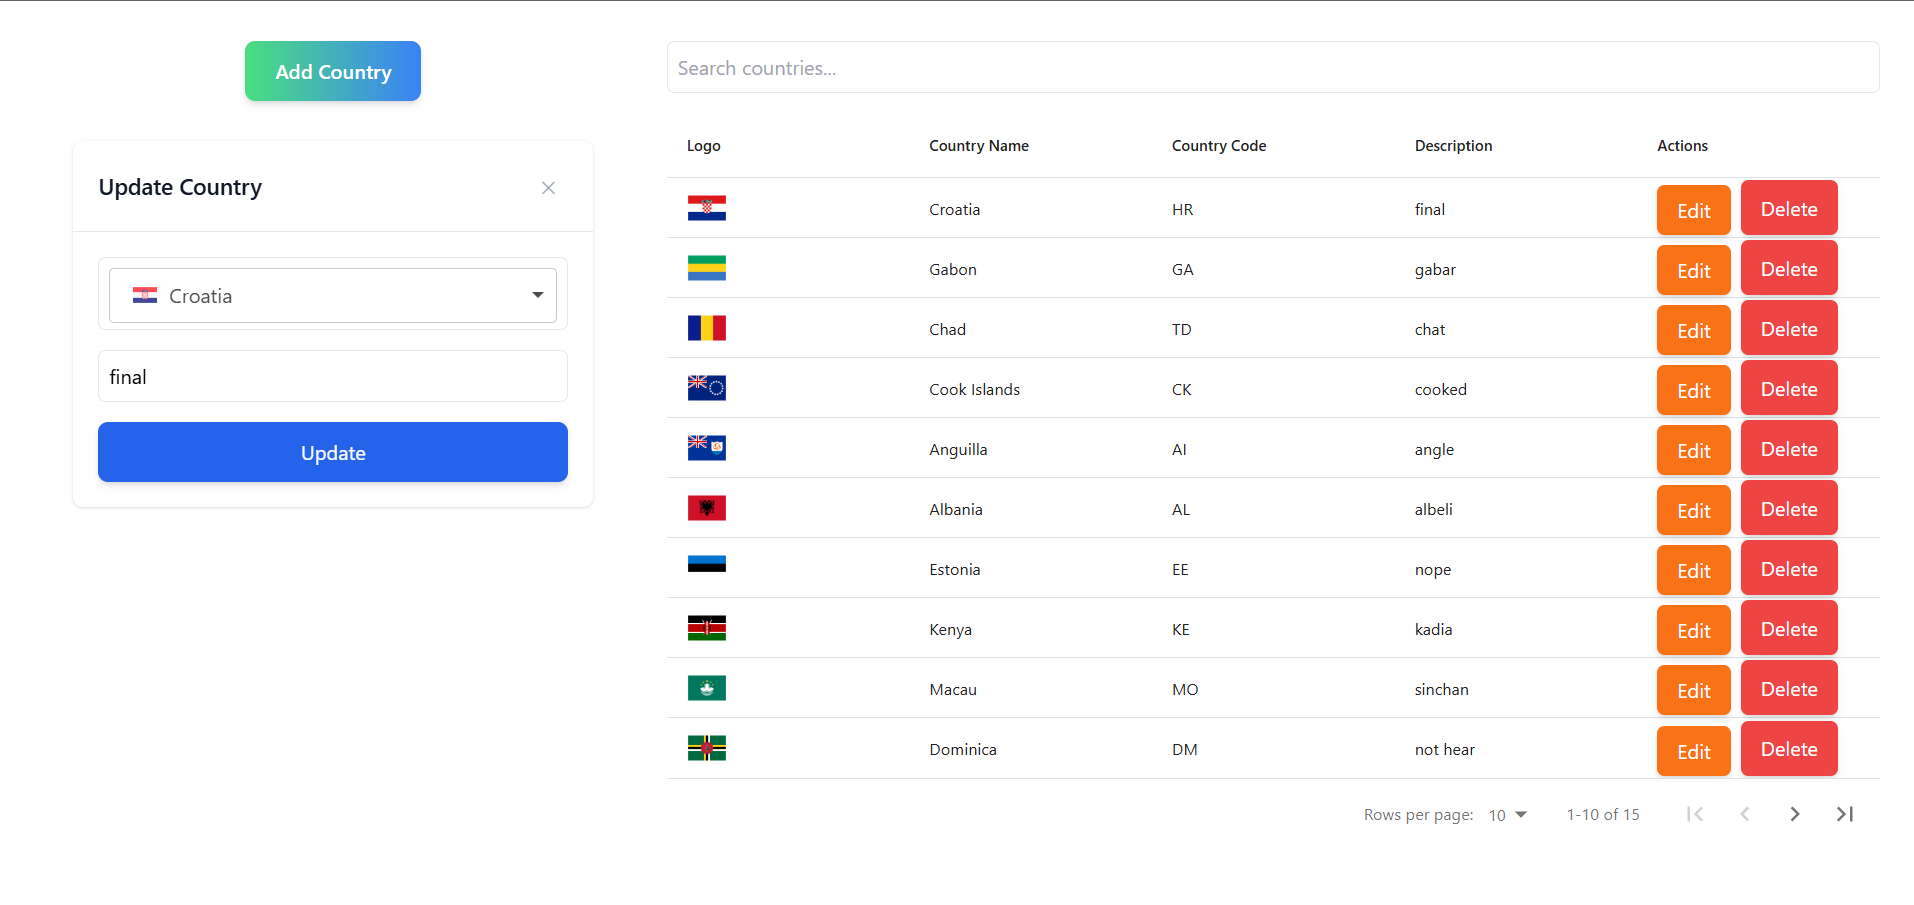 Add Country
Update Country
Croatia
final
Update
Search countries...
Logo Country Name Country Code Description Actions
Croatia HR final Edit Delete
Gabon GA gabar Edit Delete
Chad TD chat Edit Delete
Cook Islands CK cooked Edit Delete
Anguilla AI angle Edit Delete
Albania AL albeli Edit Delete
Estonia EE nope Edit Delete
Kenya KE kadia Edit Delete
Macau MO sinchan Edit Delete
Dominica DM not hear Edit Delete
Rows per page: 10 1-10 of 15